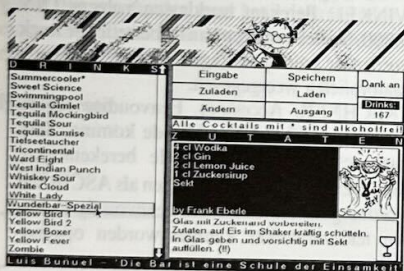 D R I N K S
Summercooler*
Sweet Science
Swimmingpool
Tequila Gimlet
Tequila Mockingbird
Tequila Sour
Tequila Sunrise
Tiefseetaucher
Tricontinental
Ward Eight
West Indian Punch
Whiskey Sour
White Cloud
White Lady
Wunderbar-Spezial
Yellow Bird 1
Yellow Bird 2
Yellow Boxer
Yellow Fever
Zombie
Eingabe
Speichern
Dank an
Zuladen
Laden
Ändern
Ausgang
Drinks:
167
Alle Cocktails mit * sind alkoholfrei!
Z U T A T E N
4 cl Wodka
2 cl Gin
2 cl Lemon Juice
1 cl Zuckersirup
Sekt
by Frank Eberle
SEXY
Glas mit Zuckerrand vorbereiten.
Zutaten auf Eis im Shaker kräftig schütteln.
In Glas geben und vorsichtig mit Sekt
auffüllen. (!!)
Luis Buñuel - 'Die Bar ist eine Schule der Einsamkeit'